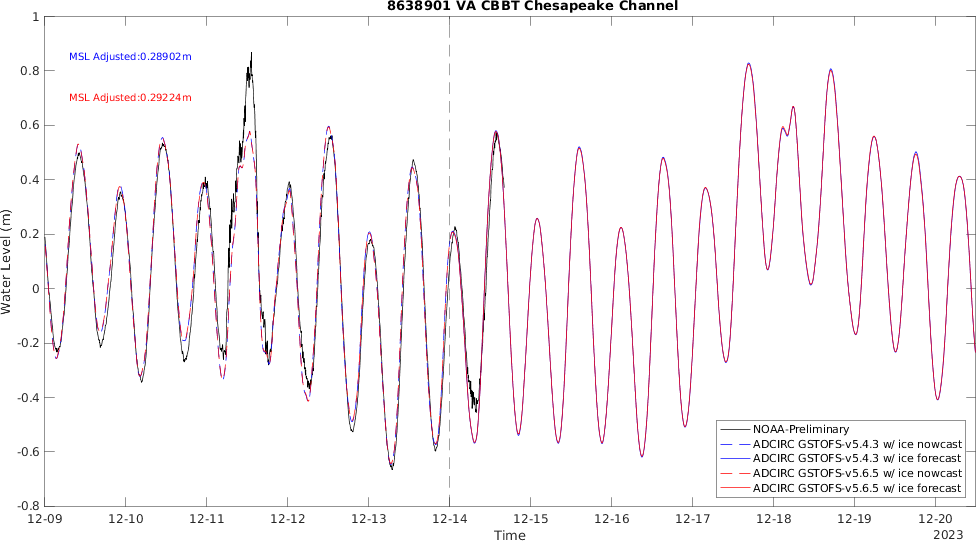 8638901 VA CBBT Chesapeake Channel
1
MSL Adjusted:0.28902m
0.8
MSL Adjusted:0.29224m
0.6
0.4
0.2
Water Level (m)
0
-0.2
-0.4
NOAA-Preliminary
ADCIRC GSTOFS-v5.4.3 w/ ice nowcast
ADCIRC GSTOFS-v5.4.3 w/ ice forecast
-0.6
ADCIRC GSTOFS-v5.6.5 w/ ice nowcast
ADCIRC GSTOFS-v5.6.5 w/ ice forecast
-0.8
12-09 12-10 12-11 12-12 12-13 12-14 12-15 12-16 12-17 12-18 12-19 12-20
Time
2023